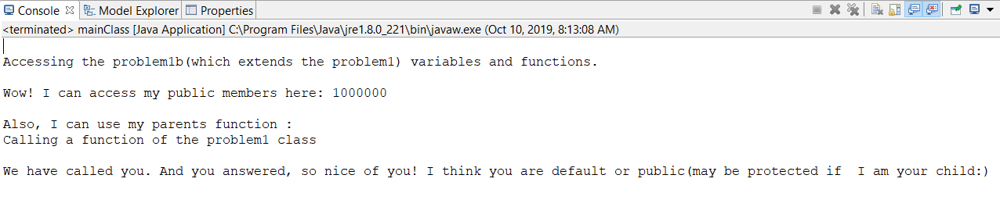 Console Model Explorer Properties
<terminated> mainClass [Java Application] C:\Program Files\Java\jre1.8.0_221\bin\javaw.exe (Oct 10, 2019, 8:13:08 AM)
Accessing the problem1b(which extends the problem1) variables and functions.
Wow! I can access my public members here: 1000000
Also, I can use my parents function :
Calling a function of the problem1 class
We have called you. And you answered, so nice of you! I think you are default or public(may be protected if  I am your child:)